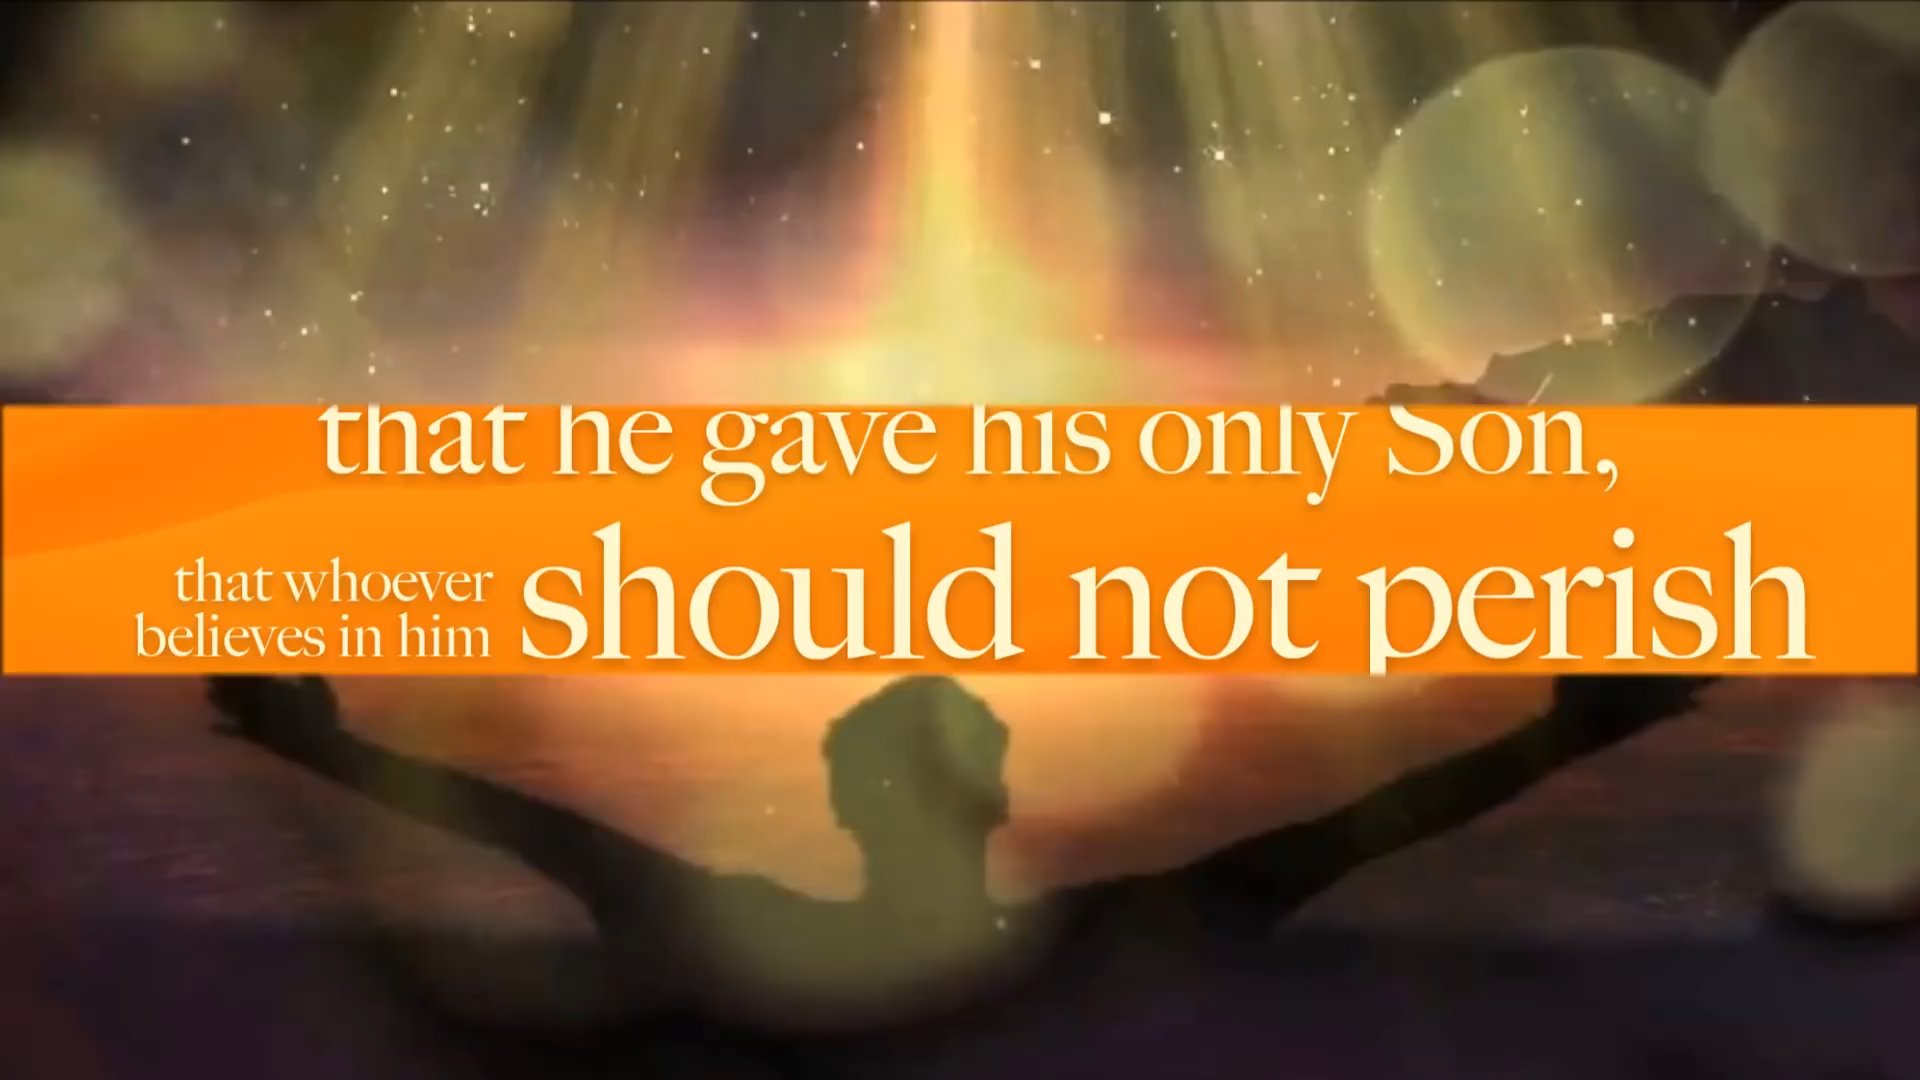 that he gave his only Son,
that whoever
believes in him
should not perish